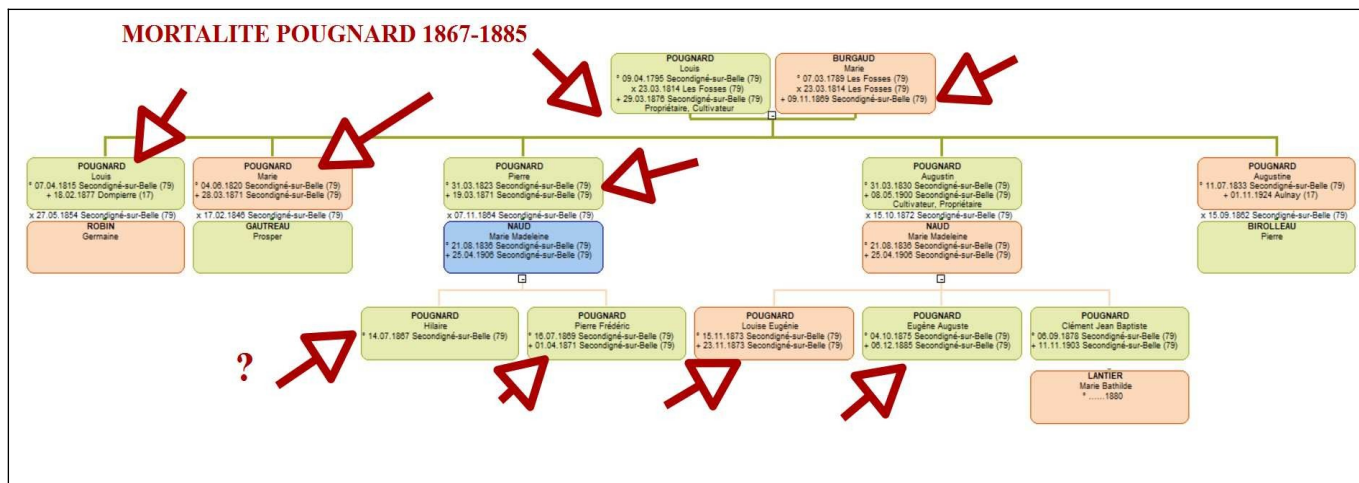 MORTALITE POUGNARD 1867-1885
POUGNARD
Louis
° 09.04.1795 Secondigné-sur-Belle (79)
x 23.03.1814 Les Fosses (79)
+ 29.03.1876 Secondigné-sur-Belle (79)
Propriétaire, Cultivateur
BURGAUD
Marie
° 07.03.1789 Les Fosses (79)
x 23.03.1814 Les Fosses (79)
+ 09.11.1869 Secondigné-sur-Belle (79)
POUGNARD
Louis
° 07.04.1815 Secondigné-sur-Belle (79)
+ 18.02.1877 Dompierre (17)
x 27.05.1854 Secondigné-sur-Belle (79)
ROBIN
Germaine
POUGNARD
Marie
° 04.06.1820 Secondigné-sur-Belle (79)
+ 28.03.1871 Secondigné-sur-Belle (79)
x 17.02.1846 Secondigné-sur-Belle (79)
GAUTREAU
Prosper
POUGNARD
Pierre
° 31.03.1823 Secondigné-sur-Belle (79)
+ 19.03.1871 Secondigné-sur-Belle (79)
x 07.11.1864 Secondigné-sur-Belle (79)
NAUD
Marie Madeleine
° 21.08.1836 Secondigné-sur-Belle (79)
+ 25.04.1906 Secondigné-sur-Belle (79)
POUGNARD
Augustin
° 31.03.1830 Secondigné-sur-Belle (79)
+ 08.05.1900 Secondigné-sur-Belle (79)
Cultivateur, Propriétaire
x 15.10.1872 Secondigné-sur-Belle (79)
NAUD
Marie Madeleine
° 21.08.1836 Secondigné-sur-Belle (79)
+ 25.04.1906 Secondigné-sur-Belle (79)
POUGNARD
Augustine
° 11.07.1833 Secondigné-sur-Belle (79)
+ 01.11.1924 Aulnay (17)
x 15.09.1862 Secondigné-sur-Belle (79)
BIROLLEAU
Pierre
POUGNARD
Hilaire
° 14.07.1867 Secondigné-sur-Belle (79)
POUGNARD
Pierre Frédéric
° 16.07.1869 Secondigné-sur-Belle (79)
+ 01.04.1871 Secondigné-sur-Belle (79)
POUGNARD
Louise Eugénie
° 15.11.1873 Secondigné-sur-Belle (79)
+ 23.11.1873 Secondigné-sur-Belle (79)
POUGNARD
Eugène Auguste
° 04.10.1875 Secondigné-sur-Belle (79)
+ 06.12.1885 Secondigné-sur-Belle (79)
POUGNARD
Clément Jean Baptiste
° 06.09.1878 Secondigné-sur-Belle (79)
+ 11.11.1903 Secondigné-sur-Belle (79)
LANTIER
Marie Bathilde
° ......1880
?